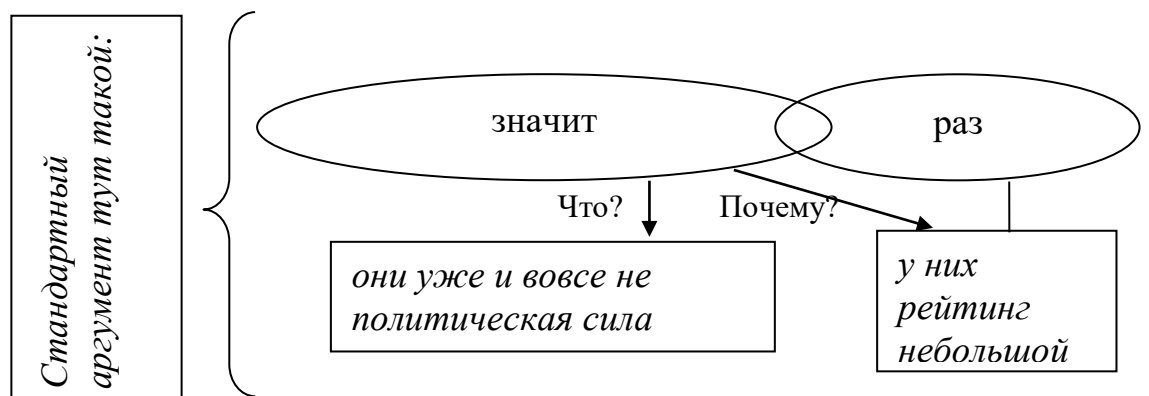 Стандартный
аргумент тут такой:
значит
раз
Что?
Почему?
они уже и вовсе не
политическая сила
у них
рейтинг
небольшой